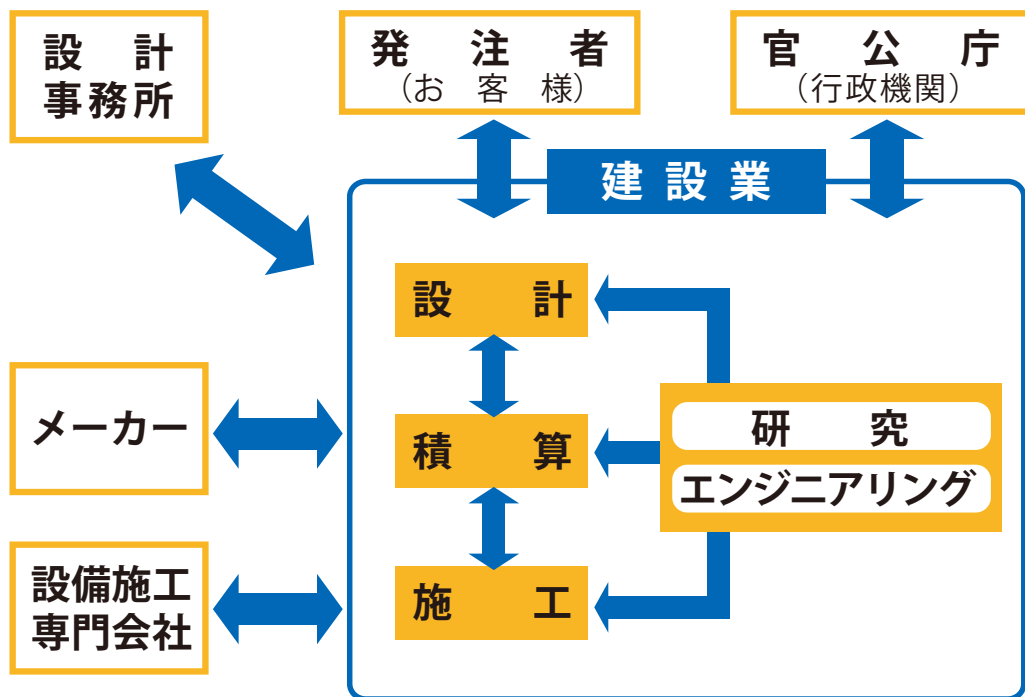 設計
事務所
発注者
（お客様）
官公庁
（行政機関）
建設業
設計
メーカー
積算
研究
エンジニアリング
設備施工
専門会社
施工